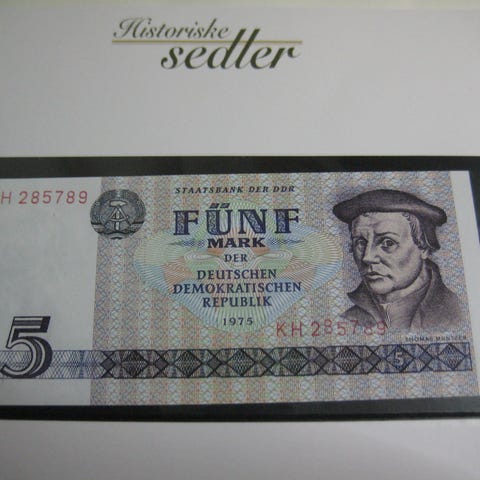 Historiske
sedler
KH 285789
STAATSBANK DER DDR
FÜNF
MARK
DER
DEUTSCHEN
DEMOKRATISCHEN
REPUBLIK
1975
KH 285789
THOMAS MÜNTZER
5
5